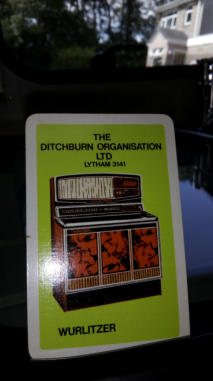 THE
DITCHBURN ORGANISATION
LTD
LYTHAM 3141
WURLITZER